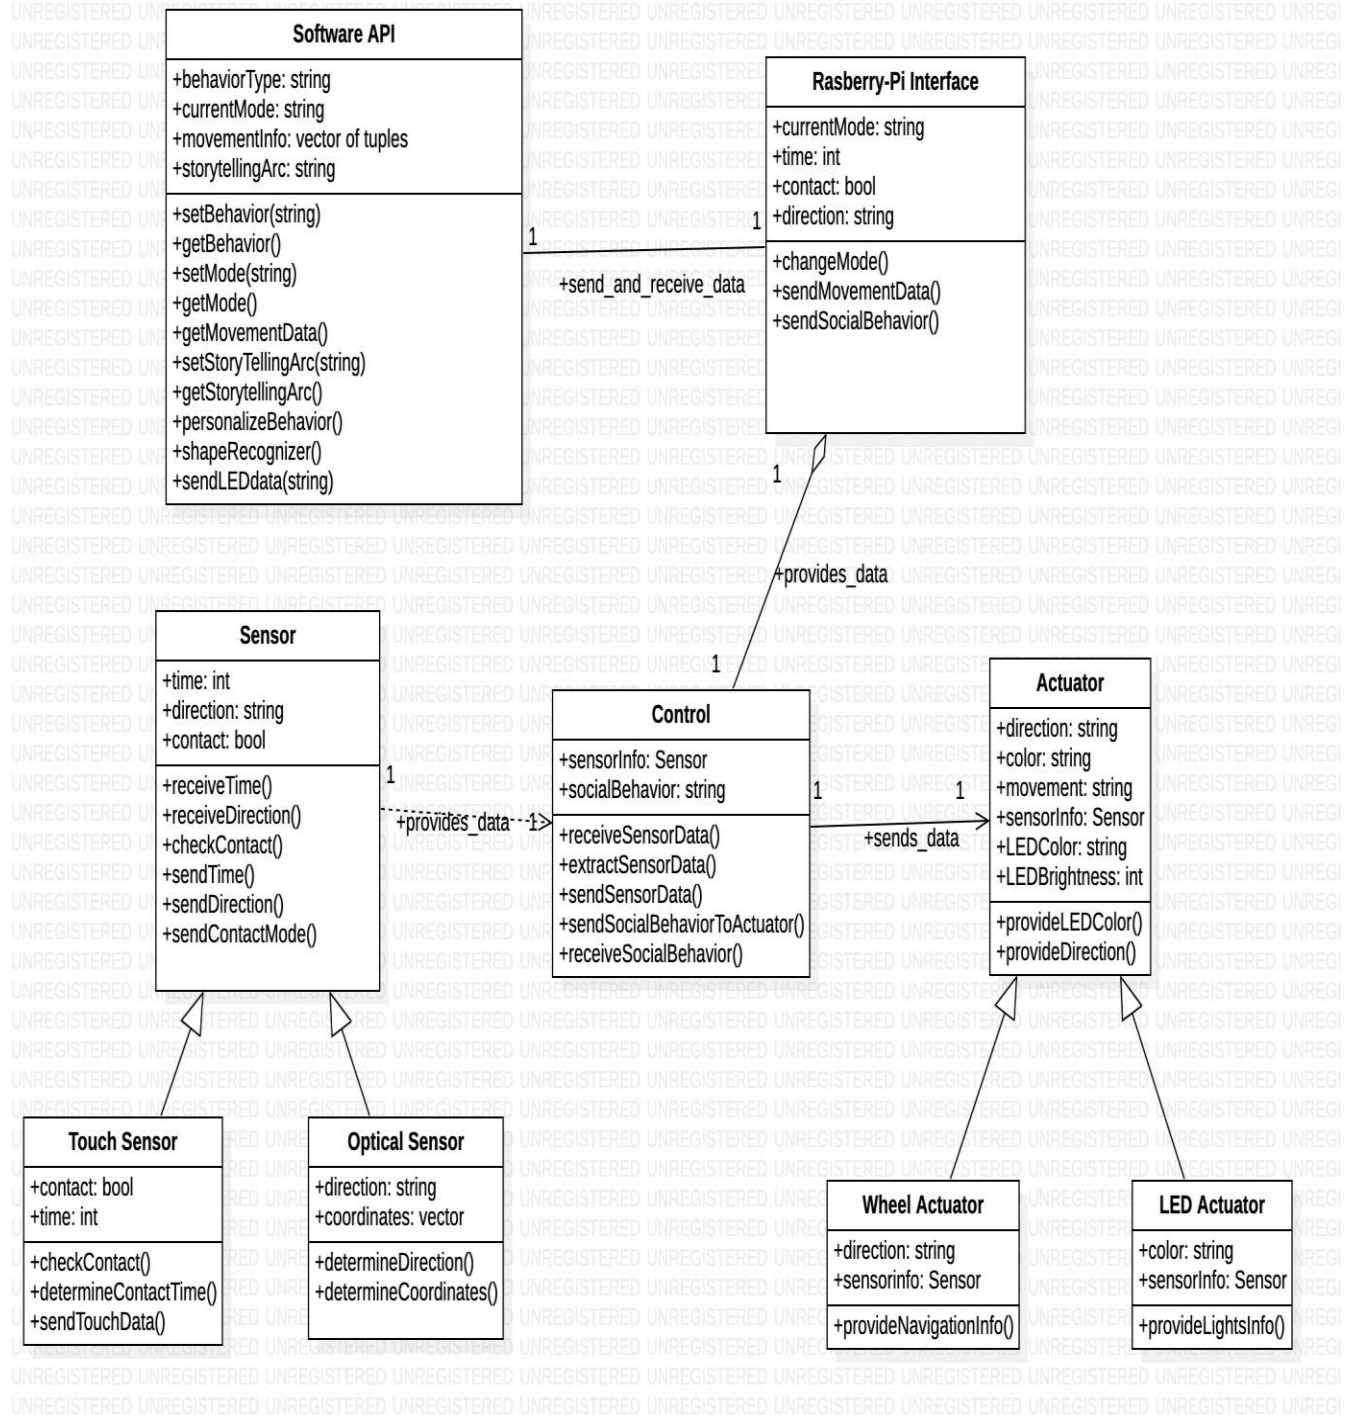 Software API
+behaviorType: string
+currentMode: string
+movementInfo: vector of tuples
+storytellingArc: string
+setBehavior(string)
+getBehavior()
+setMode(string)
+getMode()
+getMovementData()
+setStoryTellingArc(string)
+getStorytellingArc()
+personalizeBehavior()
+shapeRecognizer()
+sendLEDdata(string)
1
1
+send_and_receive_data
Rasberry-Pi Interface
+currentMode: string
+time: int
+contact: bool
+direction: string
+changeMode()
+sendMovementData()
+sendSocialBehavior()
1
+provides_data
1
Sensor
+time: int
+direction: string
+contact: bool
+receiveTime()
+receiveDirection()
+checkContact()
+sendTime()
+sendDirection()
+sendContactMode()
1
+provides_data
1
Control
+sensorInfo: Sensor
+socialBehavior: string
+receiveSensorData()
+extractSensorData()
+sendSensorData()
+sendSocialBehaviorToActuator()
+receiveSocialBehavior()
1
1
+sends_data
Actuator
+direction: string
+color: string
+movement: string
+sensorInfo: Sensor
+LEDColor: string
+LEDBrightness: int
+provideLEDColor()
+provideDirection()
Touch Sensor
+contact: bool
+time: int
+checkContact()
+determineContactTime()
+sendTouchData()
Optical Sensor
+direction: string
+coordinates: vector
+determineDirection()
+determineCoordinates()
Wheel Actuator
+direction: string
+sensorinfo: Sensor
+provideNavigationInfo()
LED Actuator
+color: string
+sensorInfo: Sensor
+provideLightsInfo()
UNREGISTERED